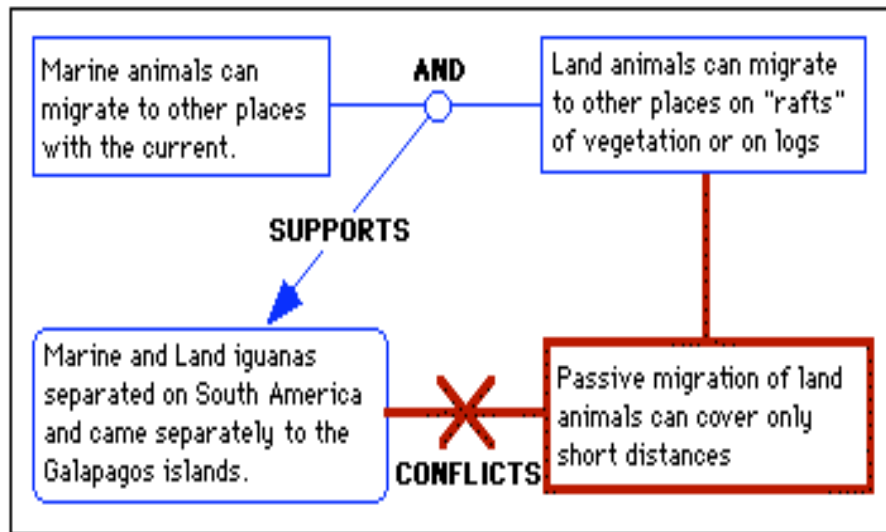 Marine animals can
migrate to other places
with the current.
AND
Land animals can migrate
to other places on "rafts"
of vegetation or on logs
SUPPORTS
Marine and Land iguanas
separated on South America
and came separately to the
Galapagos islands.
CONFLICTS
Passive migration of land
animals can cover only
short distances